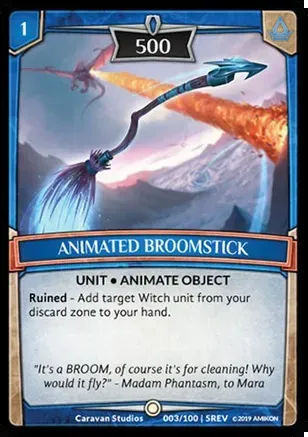 1
500
ANIMATED BROOMSTICK
UNIT • ANIMATE OBJECT
Ruined - Add target Witch unit from your
discard zone to your hand.
"It's a BROOM, of course it's for cleaning! Why
would it fly?" - Madam Phantasm, to Mara
Caravan Studios 003/100 | SREV ©2019 AMIKON